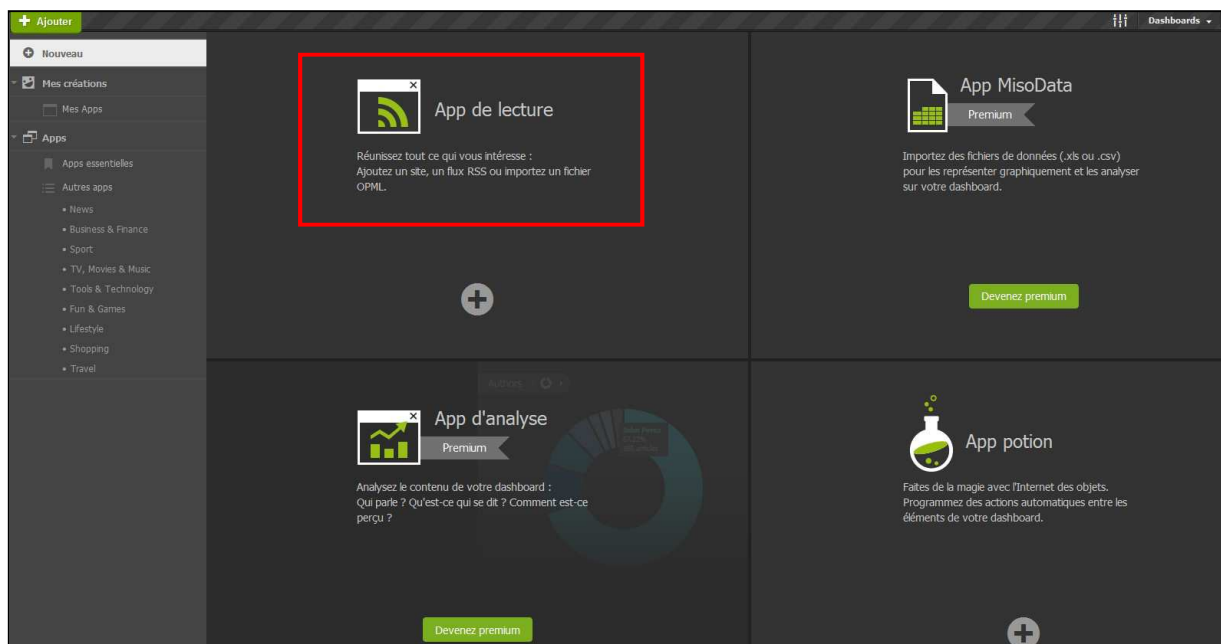 Ajouter
Dashboards
Nouveau
Mes créations
Mes Apps
Apps
Apps essentielles
Autres apps
• News
• Business & Finance
• Sport
• TV, Movies & Music
• Tools & Technology
• Fun & Games
• Lifestyle
• Shopping
• Travel
App de lecture
Réunissez tout ce qui vous intéresse :
Ajoutez un site, un flux RSS ou importez un fichier
OPML.
App MisoData
Premium
Importez des fichiers de données (.xls ou .csv)
pour les représenter graphiquement et les analyser
sur votre dashboard.
Devenez premium
Authors
App d'analyse
Premium
Analysez le contenu de votre dashboard :
Qui parle ? Qu'est-ce qui se dit ? Comment est-ce
perçu ?
Devenez premium
App potion
Faites de la magie avec l'Internet des objets.
Programmez des actions automatiques entre les
éléments de votre dashboard.